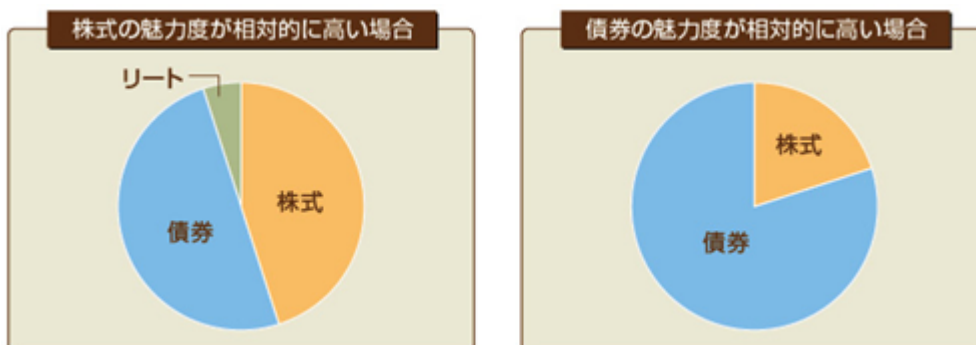 株式の魅力度が相対的に高い場合
リート
株式
債券
債券の魅力度が相対的に高い場合
株式
債券